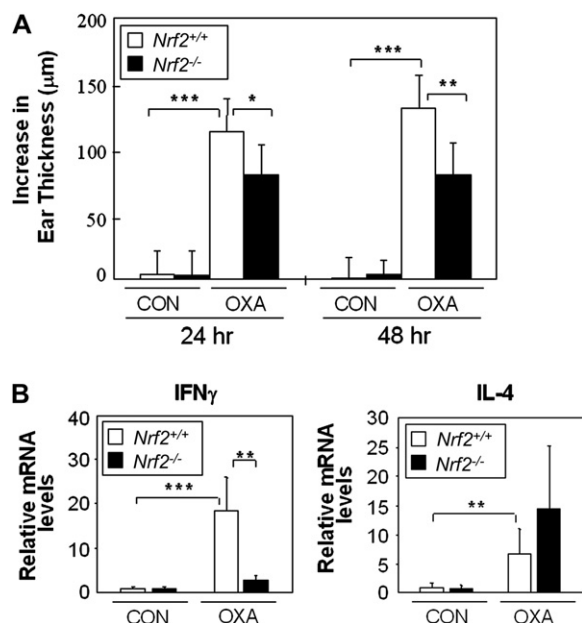 A
Increase in
Ear Thickness (μm)
200
150
100
50
0
Nrf2+/+
Nrf2-/-
***
*
***
**
CON
OXA
CON
OXA
24 hr
48 hr
B
IFNγ
Relative mRNA
levels
40
30
20
10
0
Nrf2+/+
Nrf2-/-
***
**
CON
OXA
IL-4
Relative mRNA
levels
30
25
20
15
10
5
0
Nrf2+/+
Nrf2-/-
**
CON
OXA